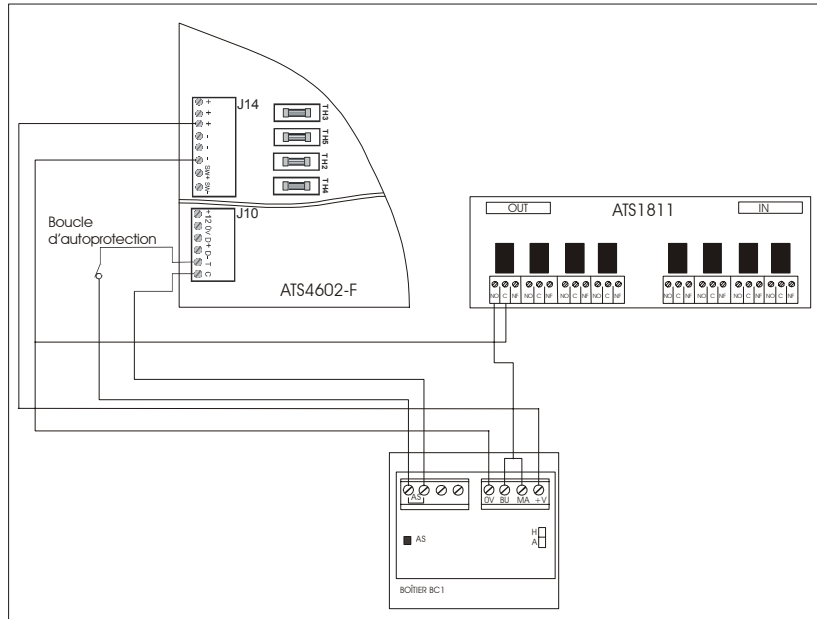 J14
+
+
+
-
-
-
SW+
SW-
TH3
TH5
TH2
TH4
J10
+12
0V
D+
D-
T
C
Boucle
d'autoprotection
ATS4602-F
OUT
ATS1811
IN
NO C NF NO C NF NO C NF NO C NF
NO C NF NO C NF NO C NF NO C NF
AS
0V BU MA +V
AS
H
A
BOÎTIER BC1